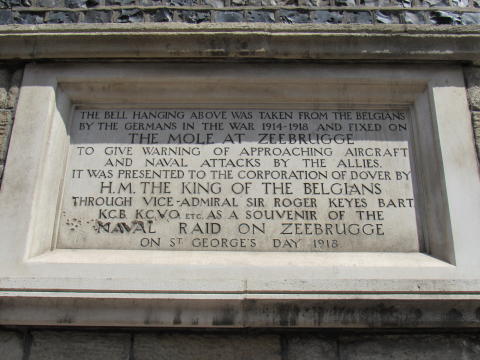 THE BELL HANGING ABOVE WAS TAKEN FROM THE BELGIANS
BY THE GERMANS IN THE WAR 1914-1918 AND FIXED ON
THE MOLE AT ZEEBRUGGE
TO GIVE WARNING OF APPROACHING AIRCRAFT
AND NAVAL ATTACKS BY THE ALLIES.
IT WAS PRESENTED TO THE CORPORATION OF DOVER BY
H.M. THE KING OF THE BELGIANS
THROUGH VICE-ADMIRAL SIR ROGER KEYES BART
K.C.B. K.C.V.O. ETC. AS A SOUVENIR OF THE
NAVAL RAID ON ZEEBRUGGE
ON ST GEORGE'S DAY 1918